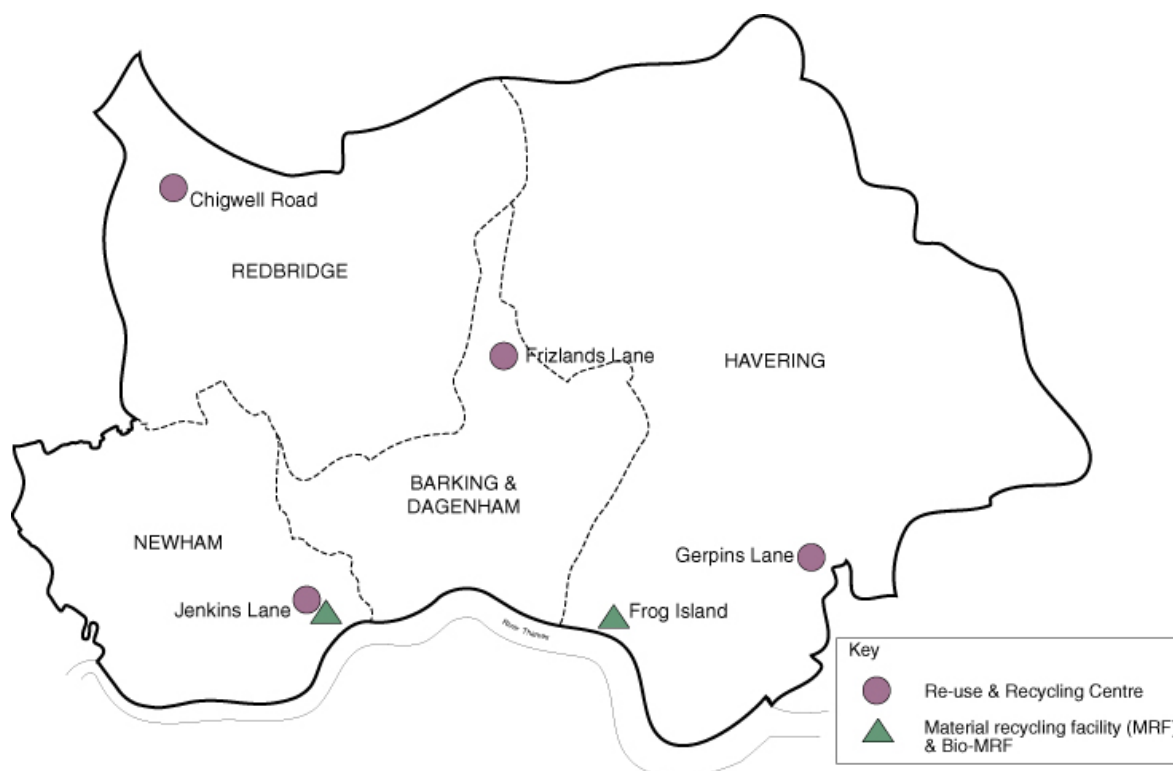 Chigwell Road
REDBRIDGE
Frizlands Lane
HAVERING
BARKING &
DAGENHAM
NEWHAM
Gerpins Lane
Jenkins Lane
Frog Island
River Thames
Key
Re-use & Recycling Centre
Material recycling facility (MRF)
& Bio-MRF